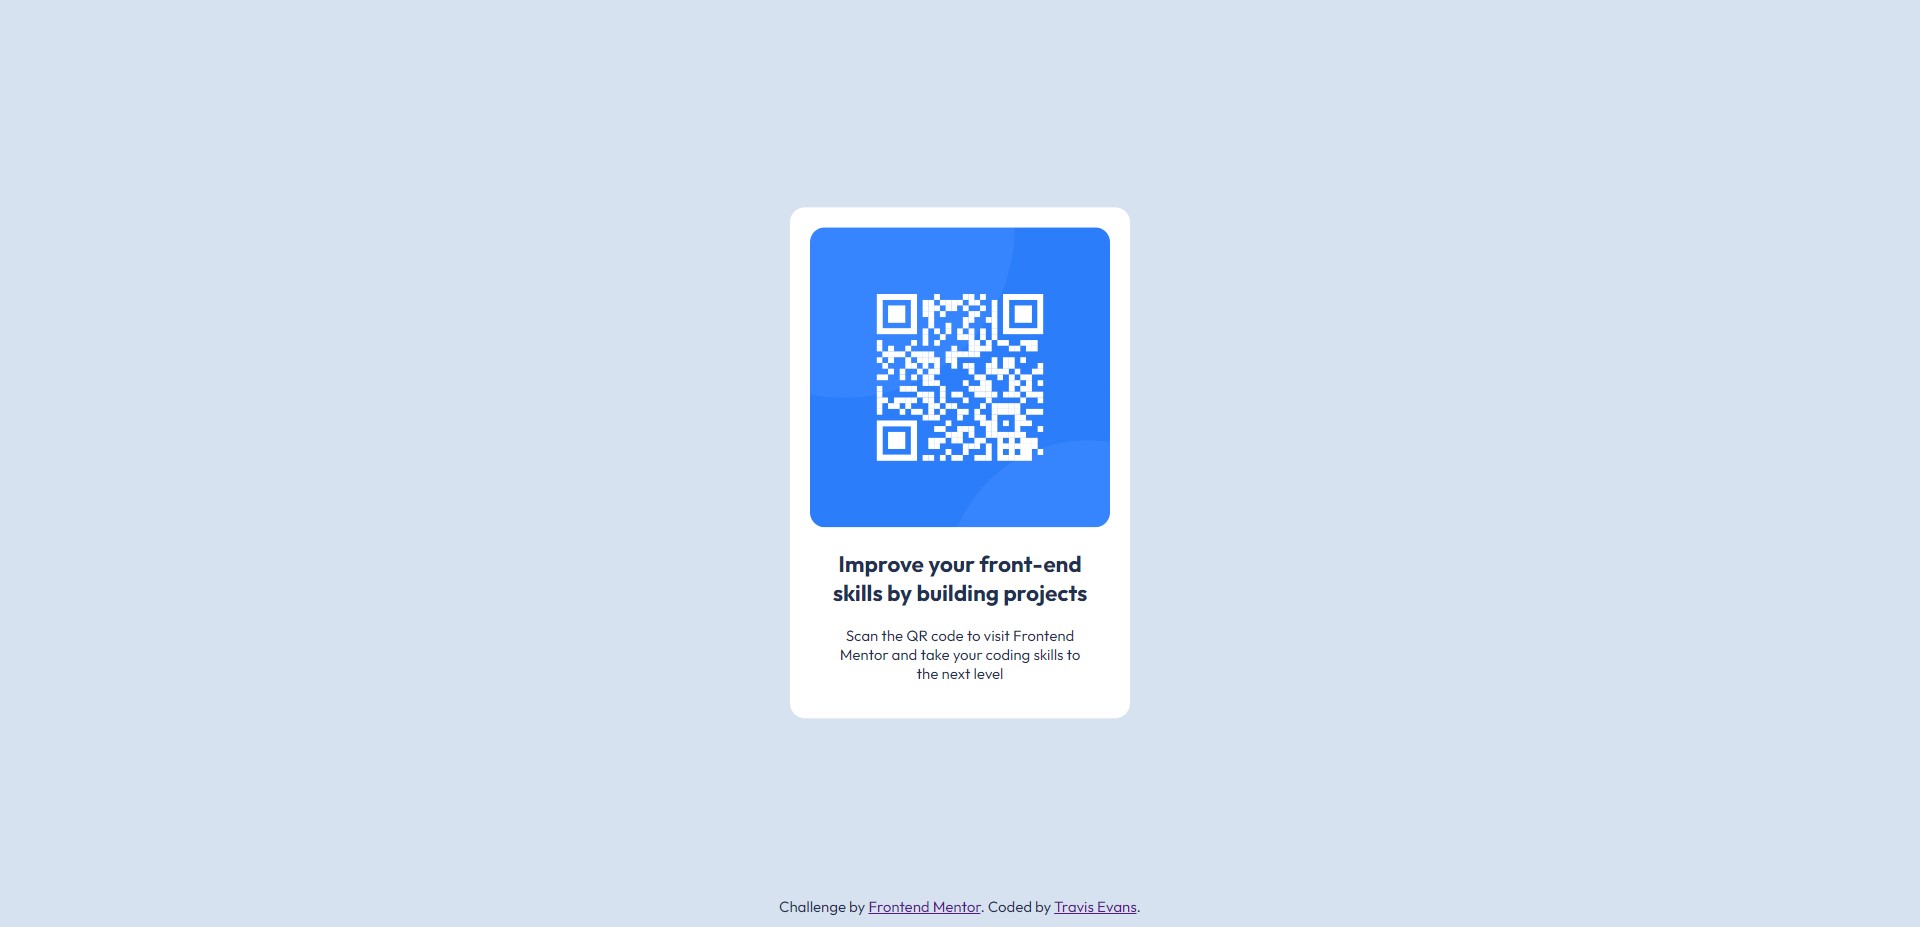 Improve your front-end
skills by building projects
Scan the QR code to visit Frontend
Mentor and take your coding skills to
the next level
Challenge by Frontend Mentor. Coded by Travis Evans.